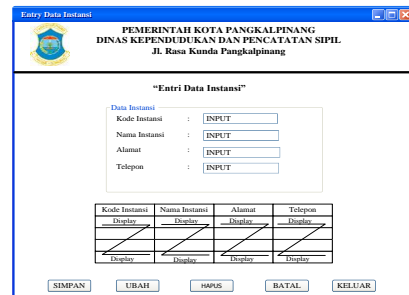 Entry Data Instansi
PEMERINTAH KOTA PANGKALPINANG
DINAS KEPENDUDUKAN DAN PENCATATAN SIPIL
Jl. Rasa Kunda Pangkalpinang
“Entri Data Instansi”
Data Instansi
Kode Instansi : INPUT
Nama Instansi : INPUT
Alamat : INPUT
Telepon : INPUT
Kode Instansi Nama Instansi Alamat Telepon
Display Display Display Display
Display Display Display Display
SIMPAN UBAH HAPUS BATAL KELUAR